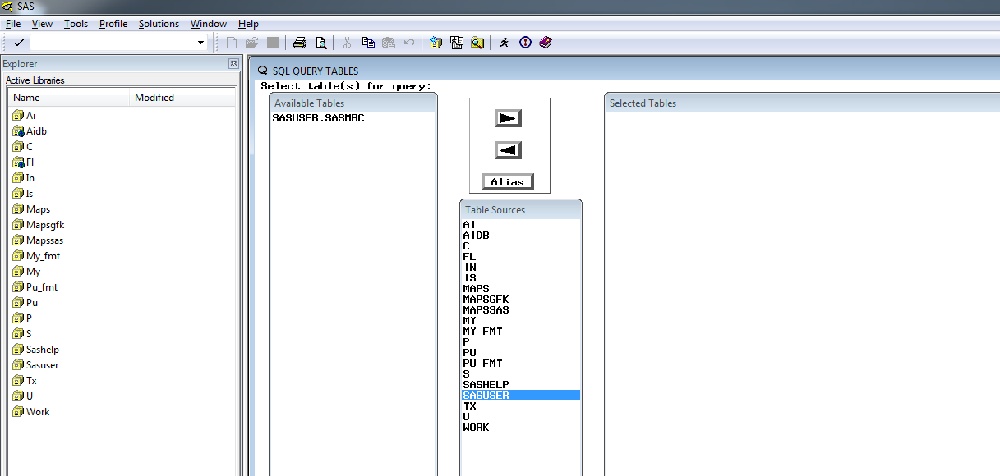 SAS
File View Tools Profile Solutions Window Help
Explorer
Active Libraries
Name Modified
Ai
Aidb
C
Fl
In
Is
Maps
Mapsgfk
Mapssas
My_fmt
My
Pu_fmt
Pu
P
S
Sashelp
Sasuser
Tx
U
Work
SQL QUERY TABLES
Select table(s) for query:
Available Tables
SASUSER.SASMBC
Alias
Table Sources
AI
AIDB
C
FL
IN
IS
MAPS
MAPSGFK
MAPSSAS
MY
MY_FMT
P
PU
PU_FMT
S
SASHELP
SASUSER
TX
U
WORK
Selected Tables